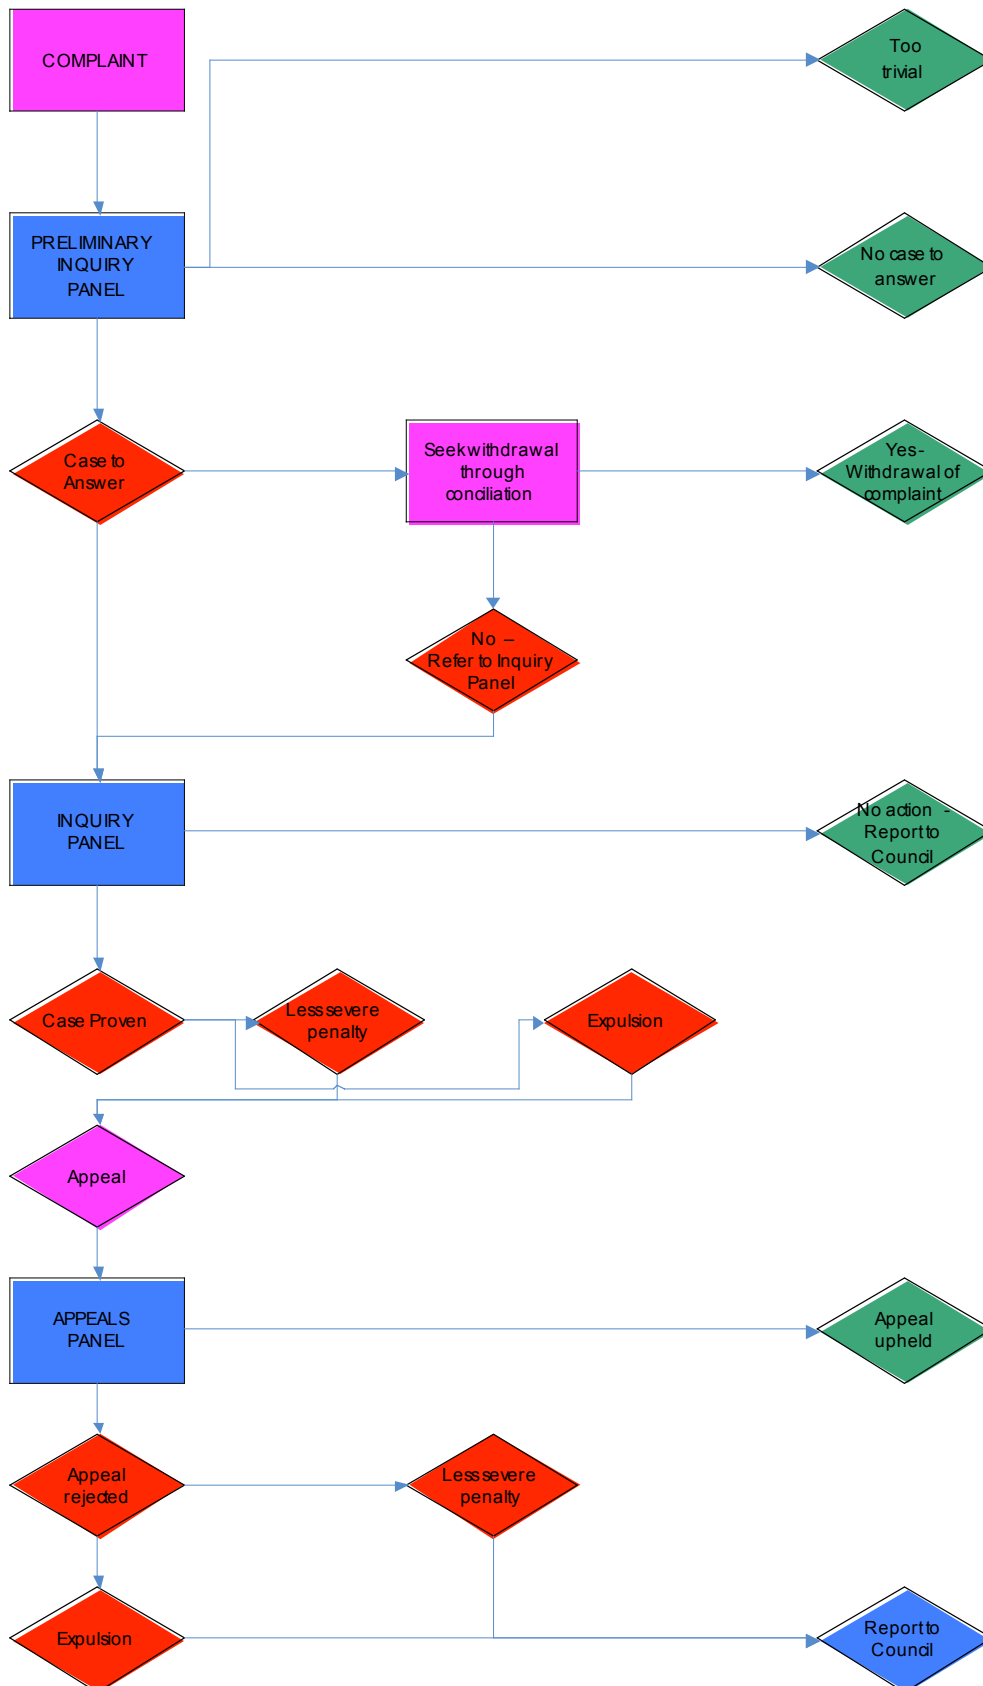 COMPLAINT
Too
trivial
PRELIMINARY
INQUIRY
PANEL
No case to
answer
Case to
Answer
Seek withdrawal
through
conciliation
Yes -
Withdrawal of
complaint
No –
Refer to Inquiry
Panel
INQUIRY
PANEL
No action -
Report to
Council
Case Proven
Less severe
penalty
Expulsion
Appeal
APPEALS
PANEL
Appeal
upheld
Appeal
rejected
Less severe
penalty
Expulsion
Report to
Council